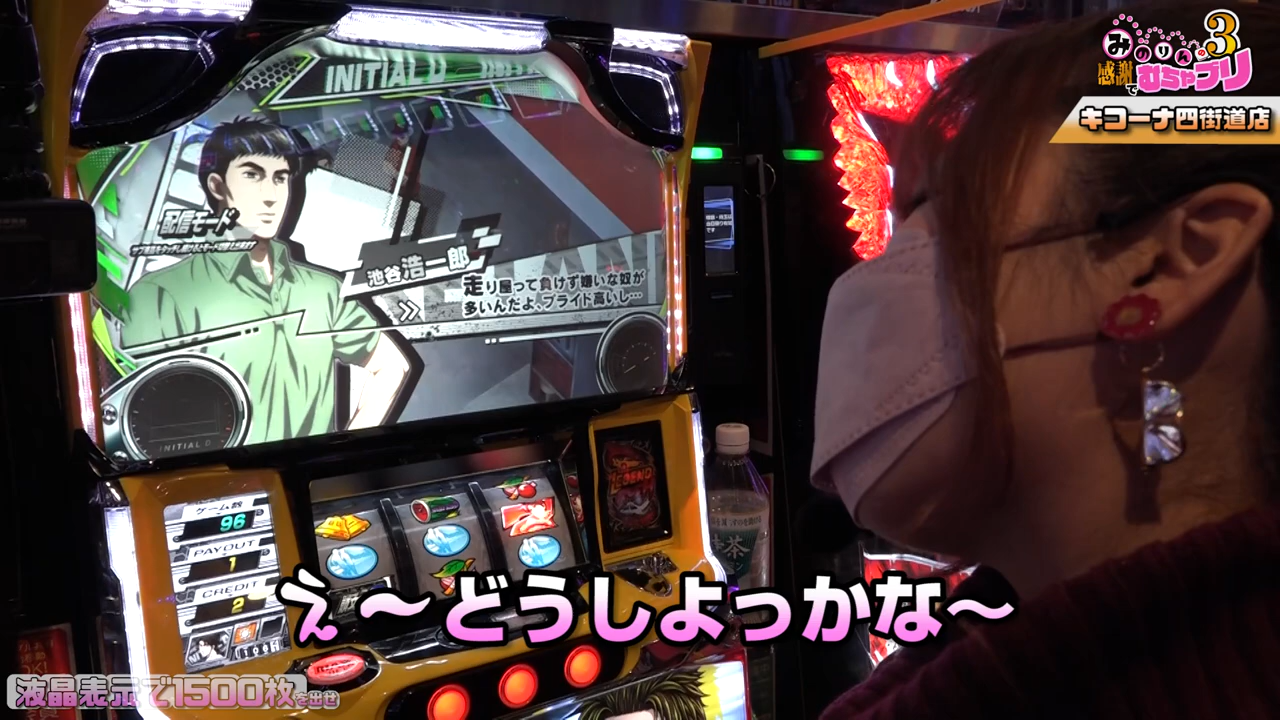 みのりんの3
感謝でむちゃブリ
キコーナ四街道店
INITIAL D
配信モード
池谷浩一郎
走り屋って負けず嫌いな奴が
多いんだよ、プライド高いし…
INITIAL D
LEGEND
ゲーム数
96
PAYOUT
1
CREDIT
2
茶
え〜どうしよっかな〜
液晶表示で1500枚を出せ